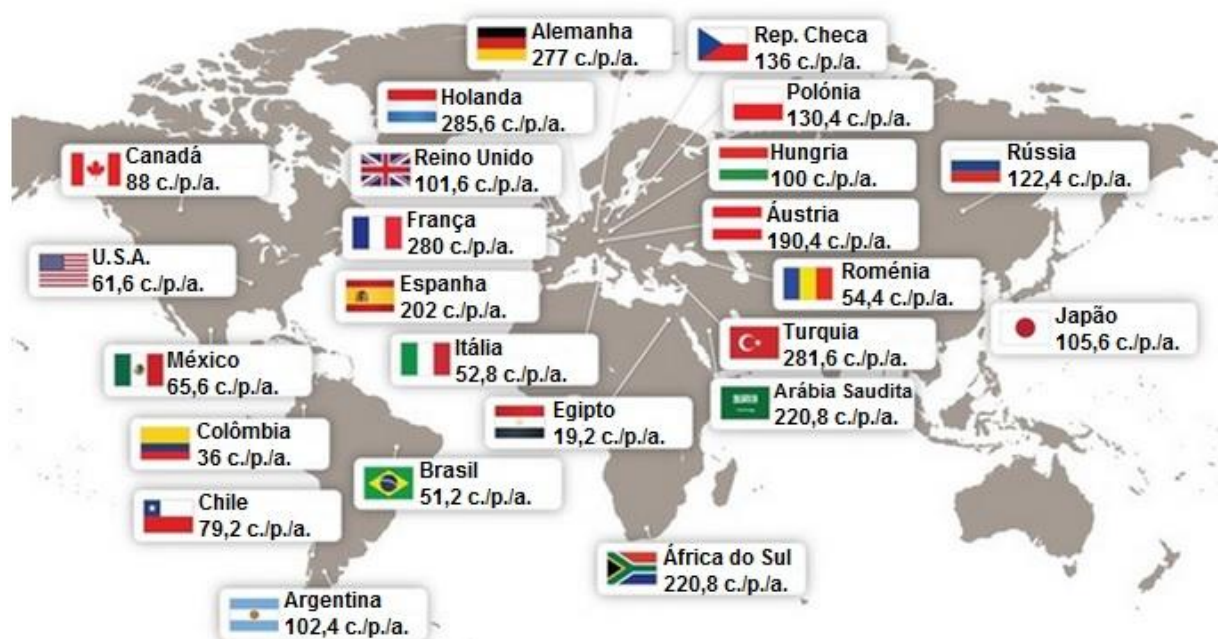 Alemanha
277 c./p./a.
Rep. Checa
136 c./p./a.
Holanda
285,6 c./p./a.
Polónia
130,4 c./p./a.
Canadá
88 c./p./a.
Reino Unido
101,6 c./p./a.
Hungria
100 c./p./a.
Rússia
122,4 c./p./a.
França
280 c./p./a.
Áustria
190,4 c./p./a.
U.S.A.
61,6 c./p./a.
Espanha
202 c./p./a.
Roménia
54,4 c./p./a.
Japão
105,6 c./p./a.
México
65,6 c./p./a.
Itália
52,8 c./p./a.
Turquia
281,6 c./p./a.
Arábia Saudita
220,8 c./p./a.
Egipto
19,2 c./p./a.
Colômbia
36 c./p./a.
Brasil
51,2 c./p./a.
Chile
79,2 c./p./a.
África do Sul
220,8 c./p./a.
Argentina
102,4 c./p./a.